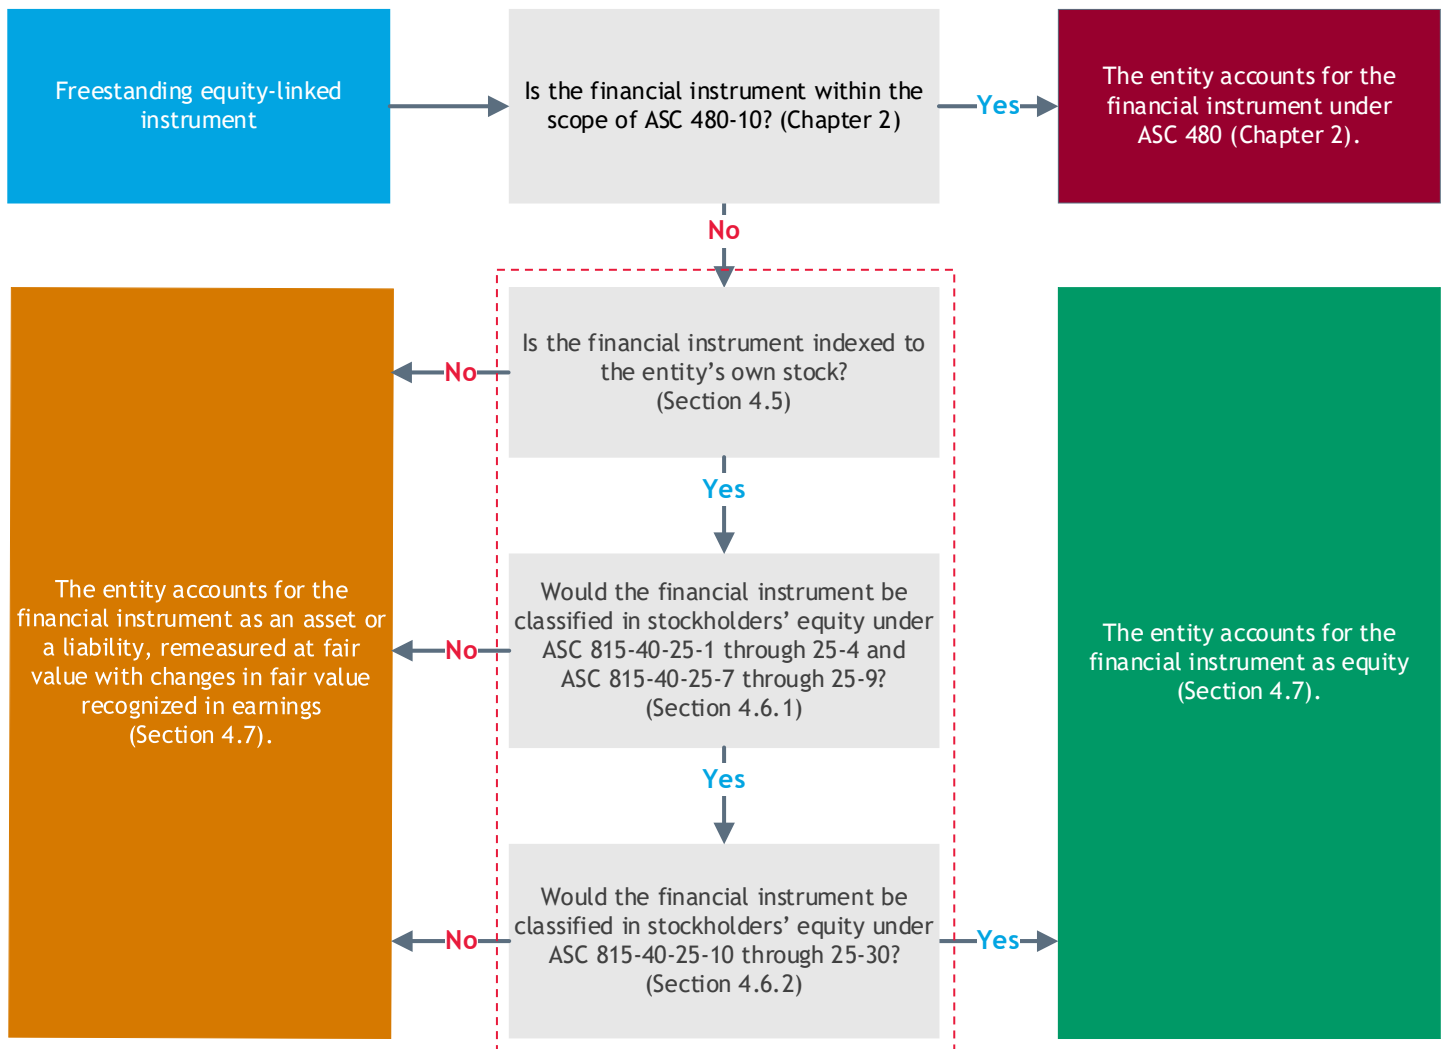 Freestanding equity-linked
instrument
Is the financial instrument within the
scope of ASC 480-10? (Chapter 2)
Yes
The entity accounts for the
financial instrument under
ASC 480 (Chapter 2).
No
Is the financial instrument indexed to
the entity’s own stock?
(Section 4.5)
No
Yes
Would the financial instrument be
classified in stockholders’ equity under
ASC 815-40-25-1 through 25-4 and
ASC 815-40-25-7 through 25-9?
(Section 4.6.1)
No
Yes
Would the financial instrument be
classified in stockholders’ equity under
ASC 815-40-25-10 through 25-30?
(Section 4.6.2)
No
Yes
The entity accounts for the
financial instrument as an asset or
a liability, remeasured at fair
value with changes in fair value
recognized in earnings
(Section 4.7).
The entity accounts for the
financial instrument as equity
(Section 4.7).